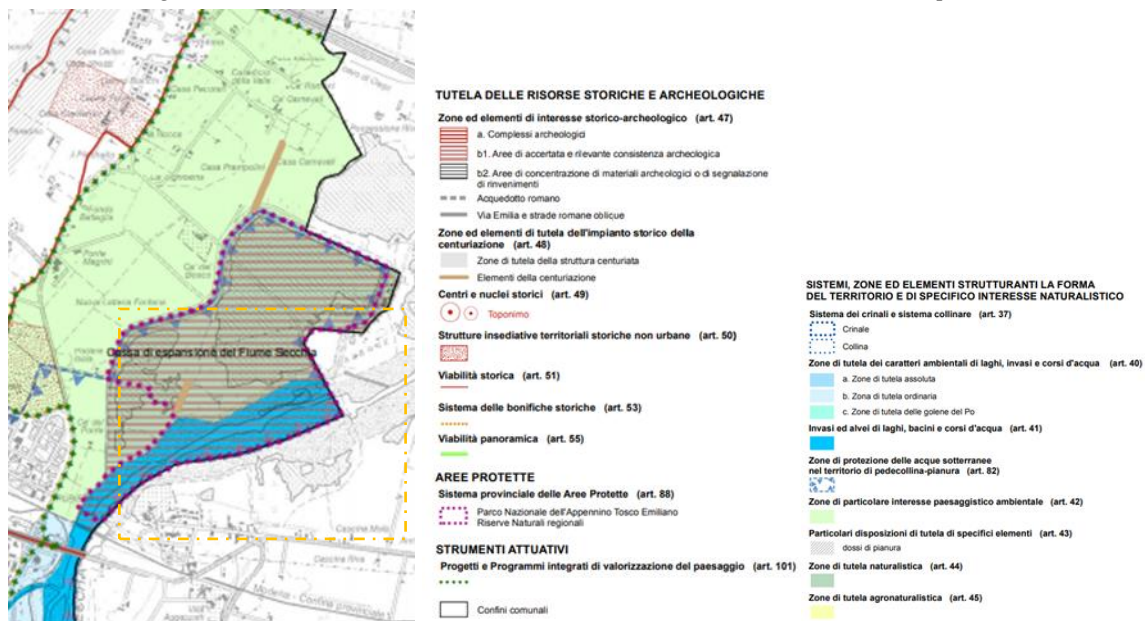 Casa Pecorari
Casa Prampolini
Casa Carnevali
Cassa di espansione del Fiume Secchia
Modena - Confine provinciale
TUTELA DELLE RISORSE STORICHE E ARCHEOLOGICHE
Zone ed elementi di interesse storico-archeologico (art. 47)
a. Complessi archeologici
b1. Aree di accertata e rilevante consistenza archeologica
b2. Aree di concentrazione di materiali archeologici o di segnalazione
di rinvenimenti
Acquedotto romano
Via Emilia e strade romane oblicue
Zone ed elementi di tutela dell'impianto storico della
centuriazione (art. 48)
Zone di tutela della struttura centuriata
Elementi della centuriazione
Centri e nuclei storici (art. 49)
Toponimo
Strutture insediative territoriali storiche non urbane (art. 50)
Viabilità storica (art. 51)
Sistema delle bonifiche storiche (art. 53)
Viabilità panoramica (art. 55)
AREE PROTETTE
Sistema provinciale delle Aree Protette (art. 88)
Parco Nazionale dell'Appennino Tosco Emiliano
Riserve Naturali regionali
STRUMENTI ATTUATIVI
Progetti e Programmi integrati di valorizzazione del paesaggio (art. 101)
Confini comunali
SISTEMI, ZONE ED ELEMENTI STRUTTURANTI LA FORMA
DEL TERRITORIO E DI SPECIFICO INTERESSE NATURALISTICO
Sistema dei crinali e sistema collinare (art. 37)
Crinale
Collina
Zone di tutela dei caratteri ambientali di laghi, invasi e corsi d'acqua (art. 40)
a. Zone di tutela assoluta
b. Zona di tutela ordinaria
c. Zone di tutela delle golene del Po
Invasi ed alvei di laghi, bacini e corsi d'acqua (art. 41)
Zone di protezione delle acque sotterranee
nel territorio di pedecollina-pianura (art. 82)
Zone di particolare interesse paesaggistico ambientale (art. 42)
Particolari disposizioni di tutela di specifici elementi (art. 43)
dossi di pianura
Zone di tutela naturalistica (art. 44)
Zone di tutela agronaturalistica (art. 45)